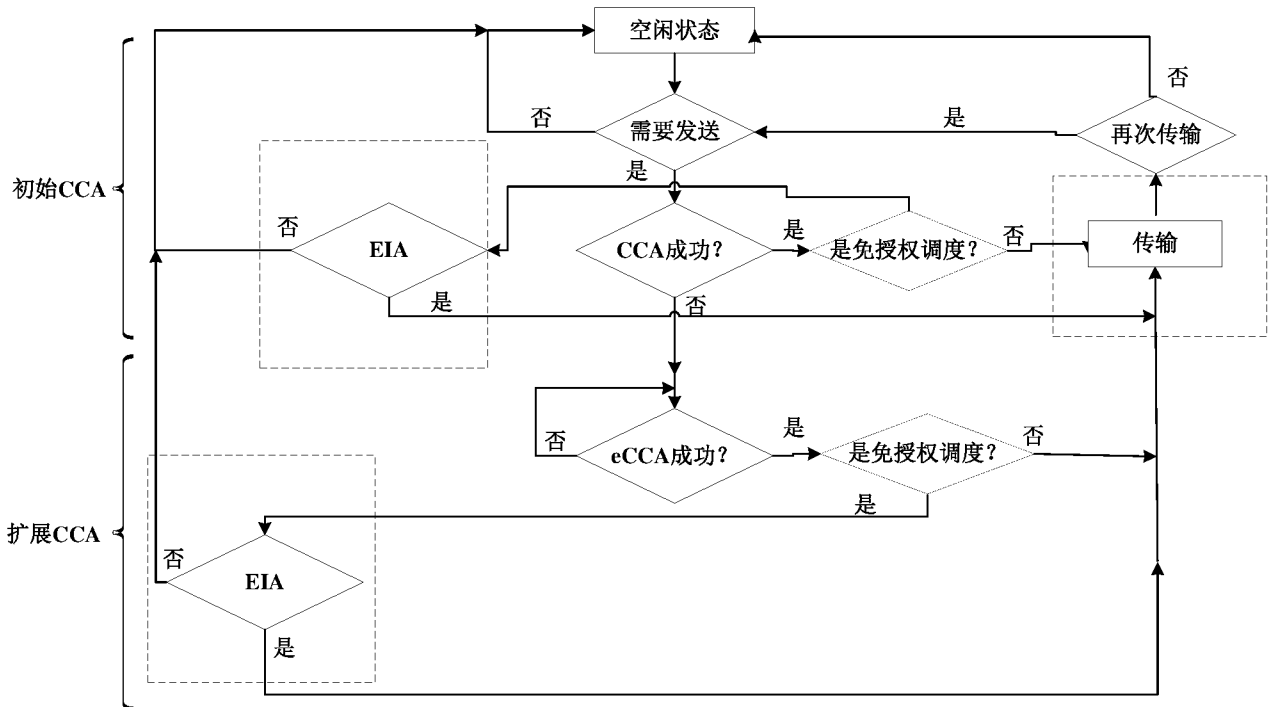 空闲状态
否
否
需要发送
是
再次传输
是
初始CCA
否
EIA
CCA成功?
是
是免授权调度?
否
传输
是
否
否
eCCA成功?
是
是免授权调度?
否
是
扩展CCA
否
EIA
是